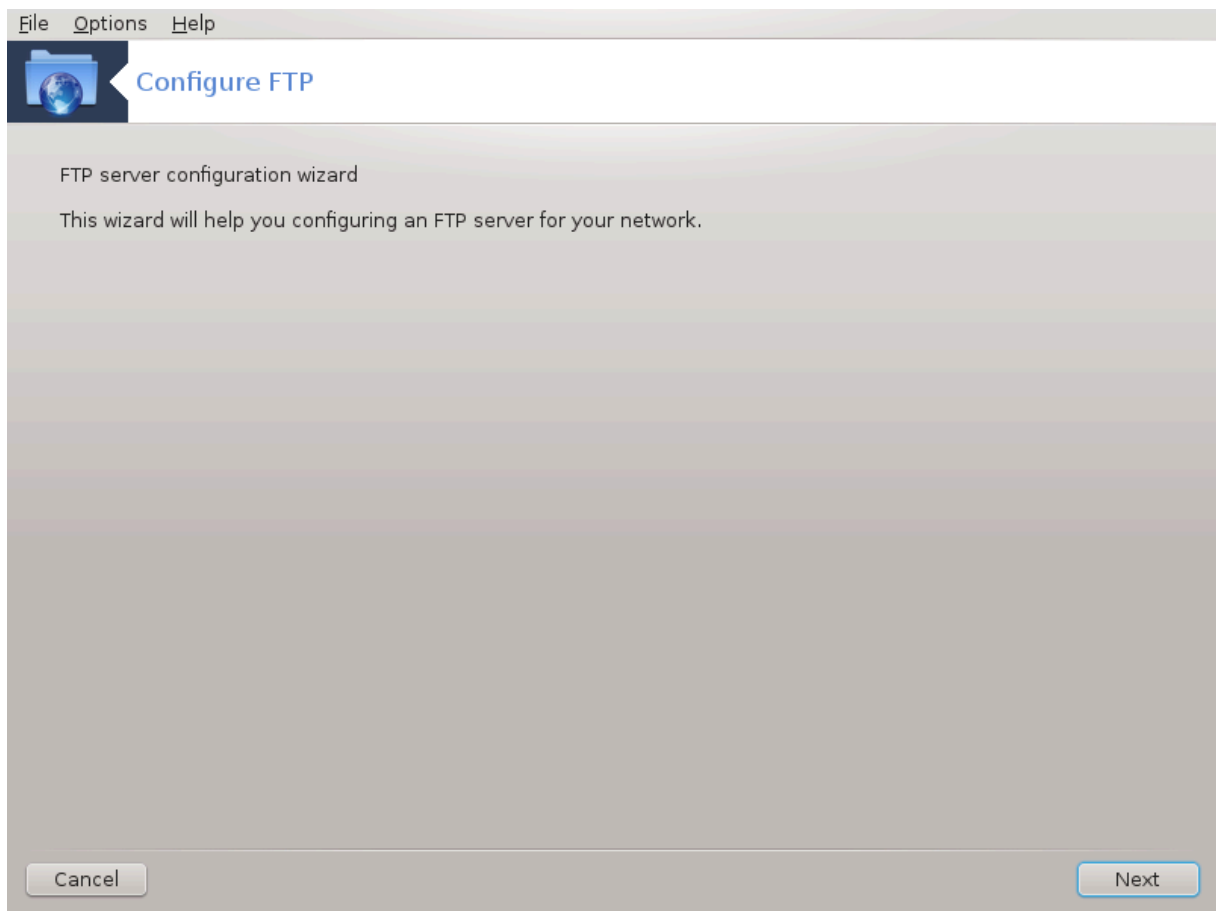 File Options Help
Configure FTP
FTP server configuration wizard
This wizard will help you configuring an FTP server for your network.
Cancel Next